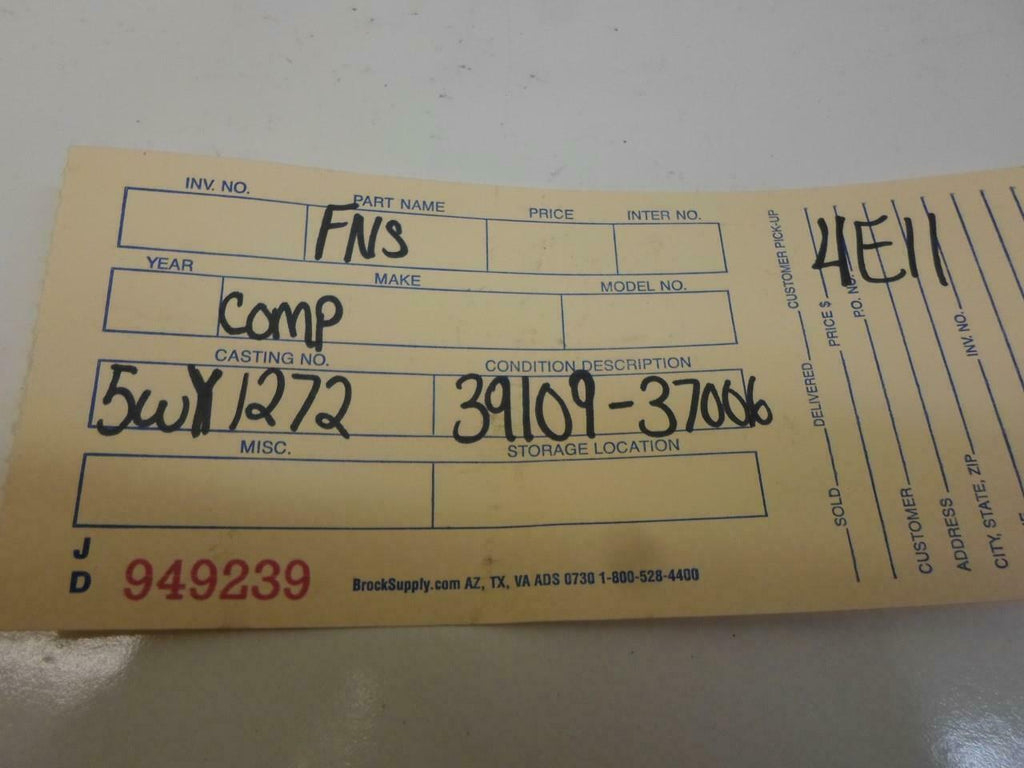 INV. NO. PART NAME PRICE INTER NO.
FNS
YEAR MAKE MODEL NO.
COMP
CASTING NO. CONDITION DESCRIPTION
5WY1272 39109-37006
MISC. STORAGE LOCATION
J
D
949239
BrockSupply.com AZ, TX, VA ADS 0730 1-800-528-4400
4E11
SOLD DELIVERED CUSTOMER PICK-UP
PRICE $
P.O. NO.
CUSTOMER
ADDRESS INV. NO.
CITY, STATE, ZIP